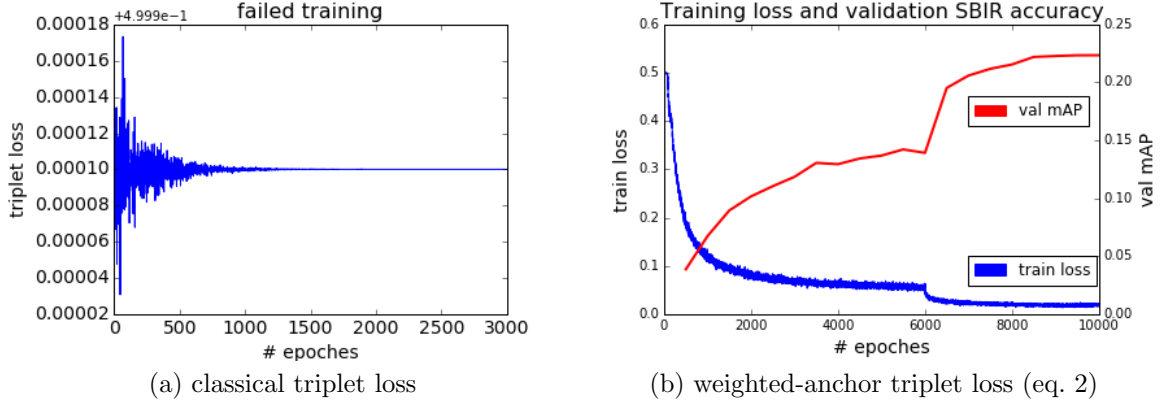 failed training
+4.999e−1
0.00018
0.00016
0.00014
0.00012
0.00010
0.00008
0.00006
0.00004
0.00002
triplet loss
0 500 1000 1500 2000 2500 3000
# epoches
(a) classical triplet loss
Training loss and validation SBIR accuracy
0.6
0.5
0.4
0.3
0.2
0.1
0.0
train loss
val mAP
train loss
0.25
0.20
0.15
0.10
0.05
0.00
val mAP
0 2000 4000 6000 8000 10000
# epoches
(b) weighted-anchor triplet loss (eq. 2)